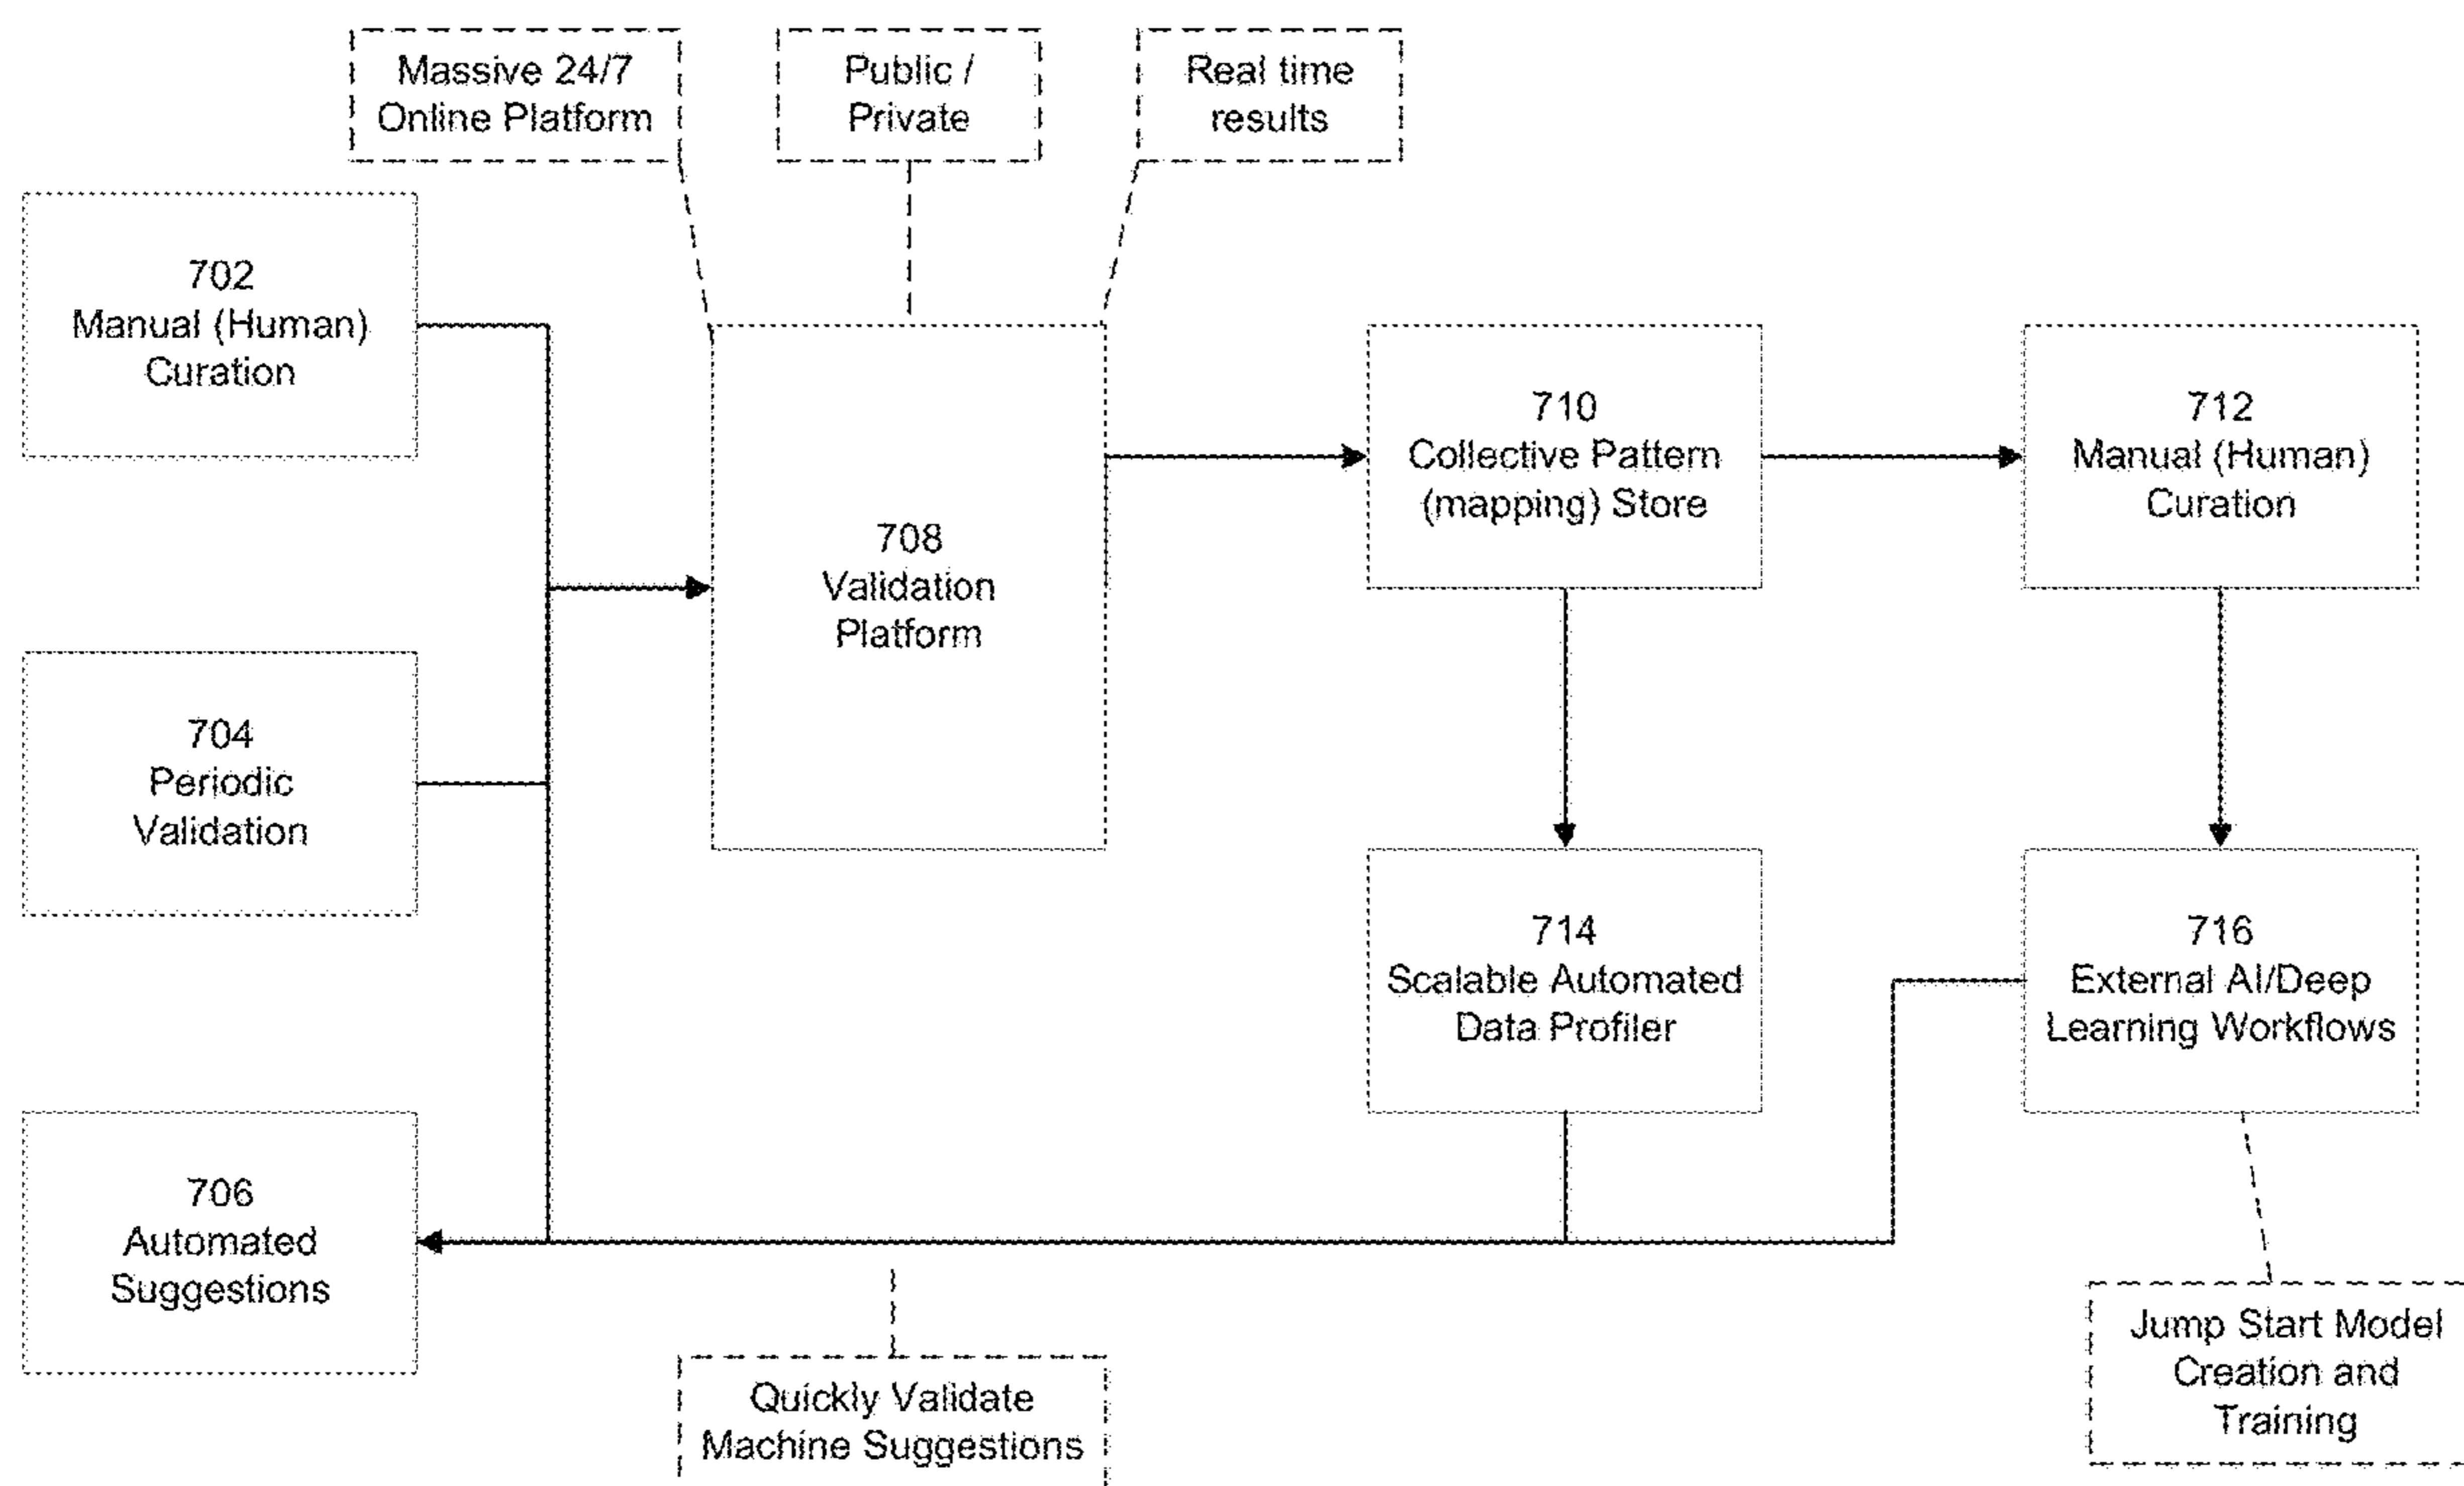 Massive 24/7
Online Platform
Public /
Private
Real time
results
702
Manual (Human)
Curation
704
Periodic
Validation
706
Automated
Suggestions
708
Validation
Platform
710
Collective Pattern
(mapping) Store
712
Manual (Human)
Curation
714
Scalable Automated
Data Profiler
716
External AI/Deep
Learning Workflows
Quickly Validate
Machine Suggestions
Jump Start Model
Creation and
Training